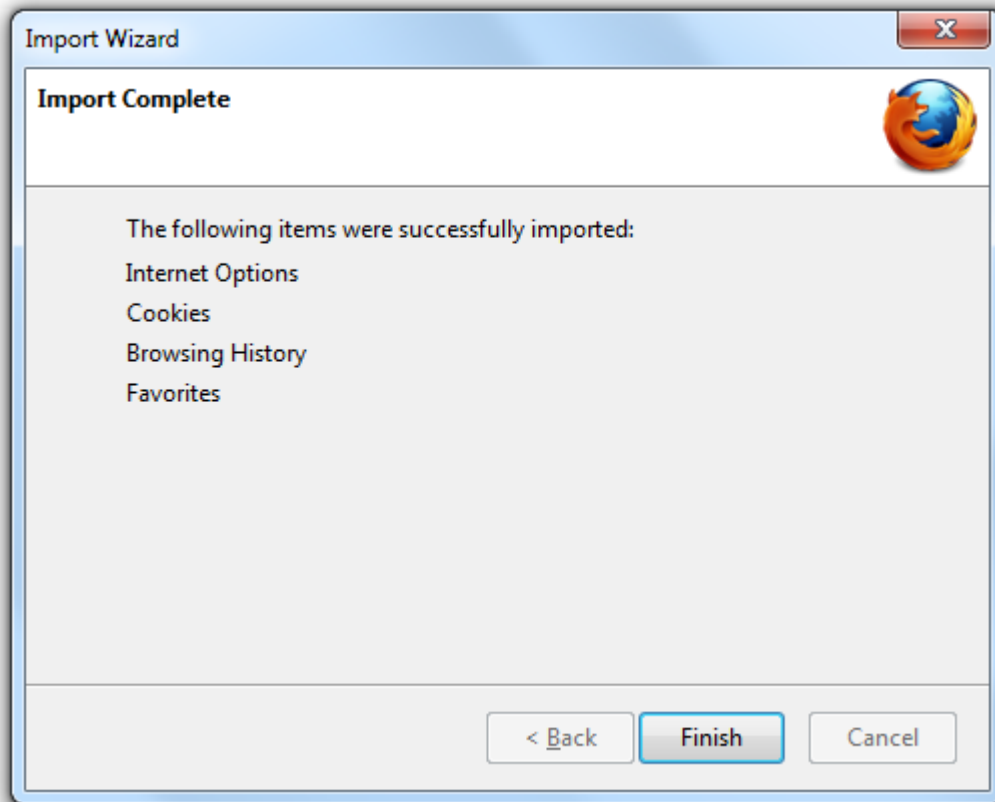 Import Wizard
Import Complete
The following items were successfully imported:
Internet Options
Cookies
Browsing History
Favorites
< Back
Finish
Cancel